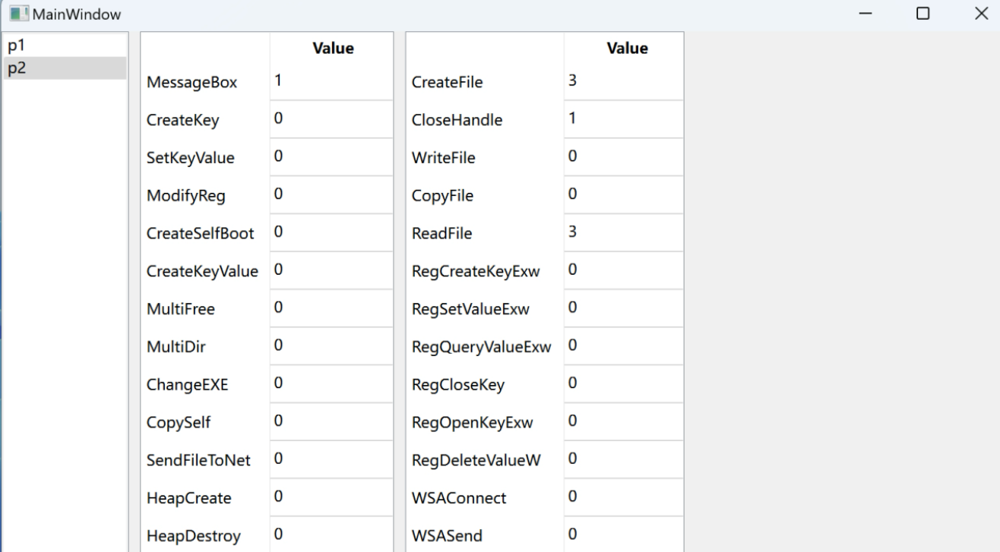 MainWindow
p1
p2
Value
MessageBox 1
CreateKey 0
SetKeyValue 0
ModifyReg 0
CreateSelfBoot 0
CreateKeyValue 0
MultiFree 0
MultiDir 0
ChangeEXE 0
CopySelf 0
SendFileToNet 0
HeapCreate 0
HeapDestroy 0
Value
CreateFile 3
CloseHandle 1
WriteFile 0
CopyFile 0
ReadFile 3
RegCreateKeyExw 0
RegSetValueExw 0
RegQueryValueExw 0
RegCloseKey 0
RegOpenKeyExw 0
RegDeleteValueW 0
WSAConnect 0
WSASend 0